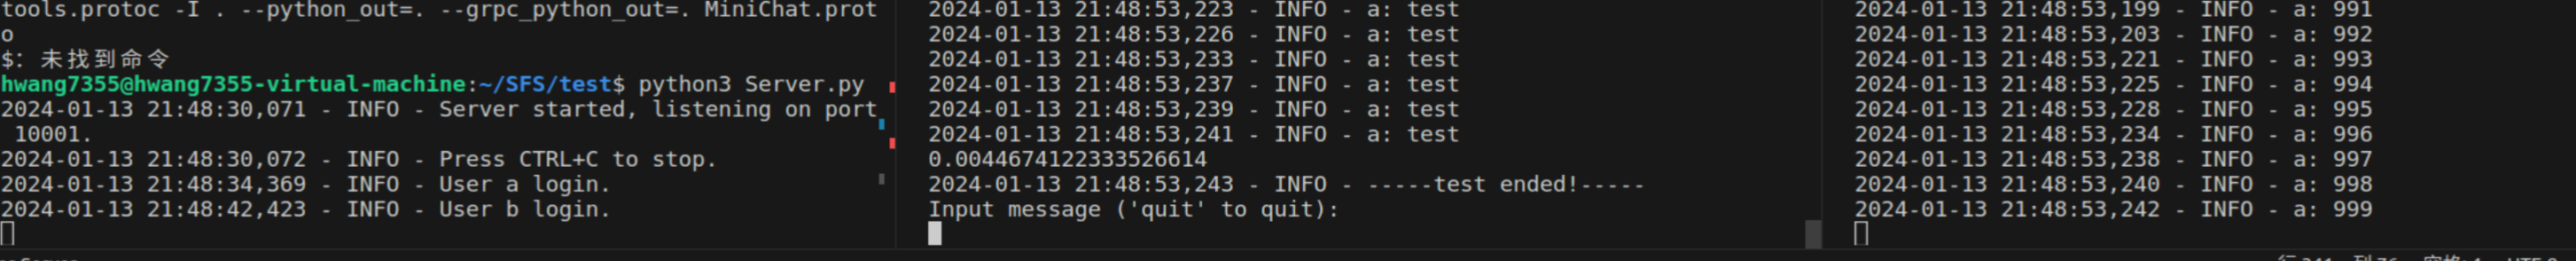 tools.protoc -I . --python_out=. --grpc_python_out=. MiniChat.prot
o
$: 未找到命令
hwang7355@hwang7355-virtual-machine:~/SFS/test$ python3 Server.py
2024-01-13 21:48:30,071 - INFO - Server started, listening on port
10001.
2024-01-13 21:48:30,072 - INFO - Press CTRL+C to stop.
2024-01-13 21:48:34,369 - INFO - User a login.
2024-01-13 21:48:42,423 - INFO - User b login.
2024-01-13 21:48:53,223 - INFO - a: test
2024-01-13 21:48:53,226 - INFO - a: test
2024-01-13 21:48:53,233 - INFO - a: test
2024-01-13 21:48:53,237 - INFO - a: test
2024-01-13 21:48:53,239 - INFO - a: test
2024-01-13 21:48:53,241 - INFO - a: test
0.0044674122333526614
2024-01-13 21:48:53,243 - INFO - -----test ended!-----
Input message ('quit' to quit):
2024-01-13 21:48:53,199 - INFO - a: 991
2024-01-13 21:48:53,203 - INFO - a: 992
2024-01-13 21:48:53,221 - INFO - a: 993
2024-01-13 21:48:53,225 - INFO - a: 994
2024-01-13 21:48:53,228 - INFO - a: 995
2024-01-13 21:48:53,234 - INFO - a: 996
2024-01-13 21:48:53,238 - INFO - a: 997
2024-01-13 21:48:53,240 - INFO - a: 998
2024-01-13 21:48:53,242 - INFO - a: 999